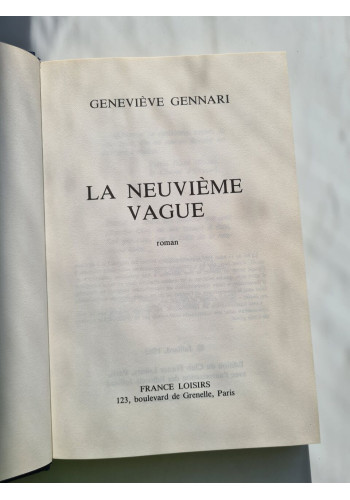 GENEVIÈVE GENNARI
LA NEUVIÈME
VAGUE
roman
FRANCE LOISIRS
123, boulevard de Grenelle, Paris